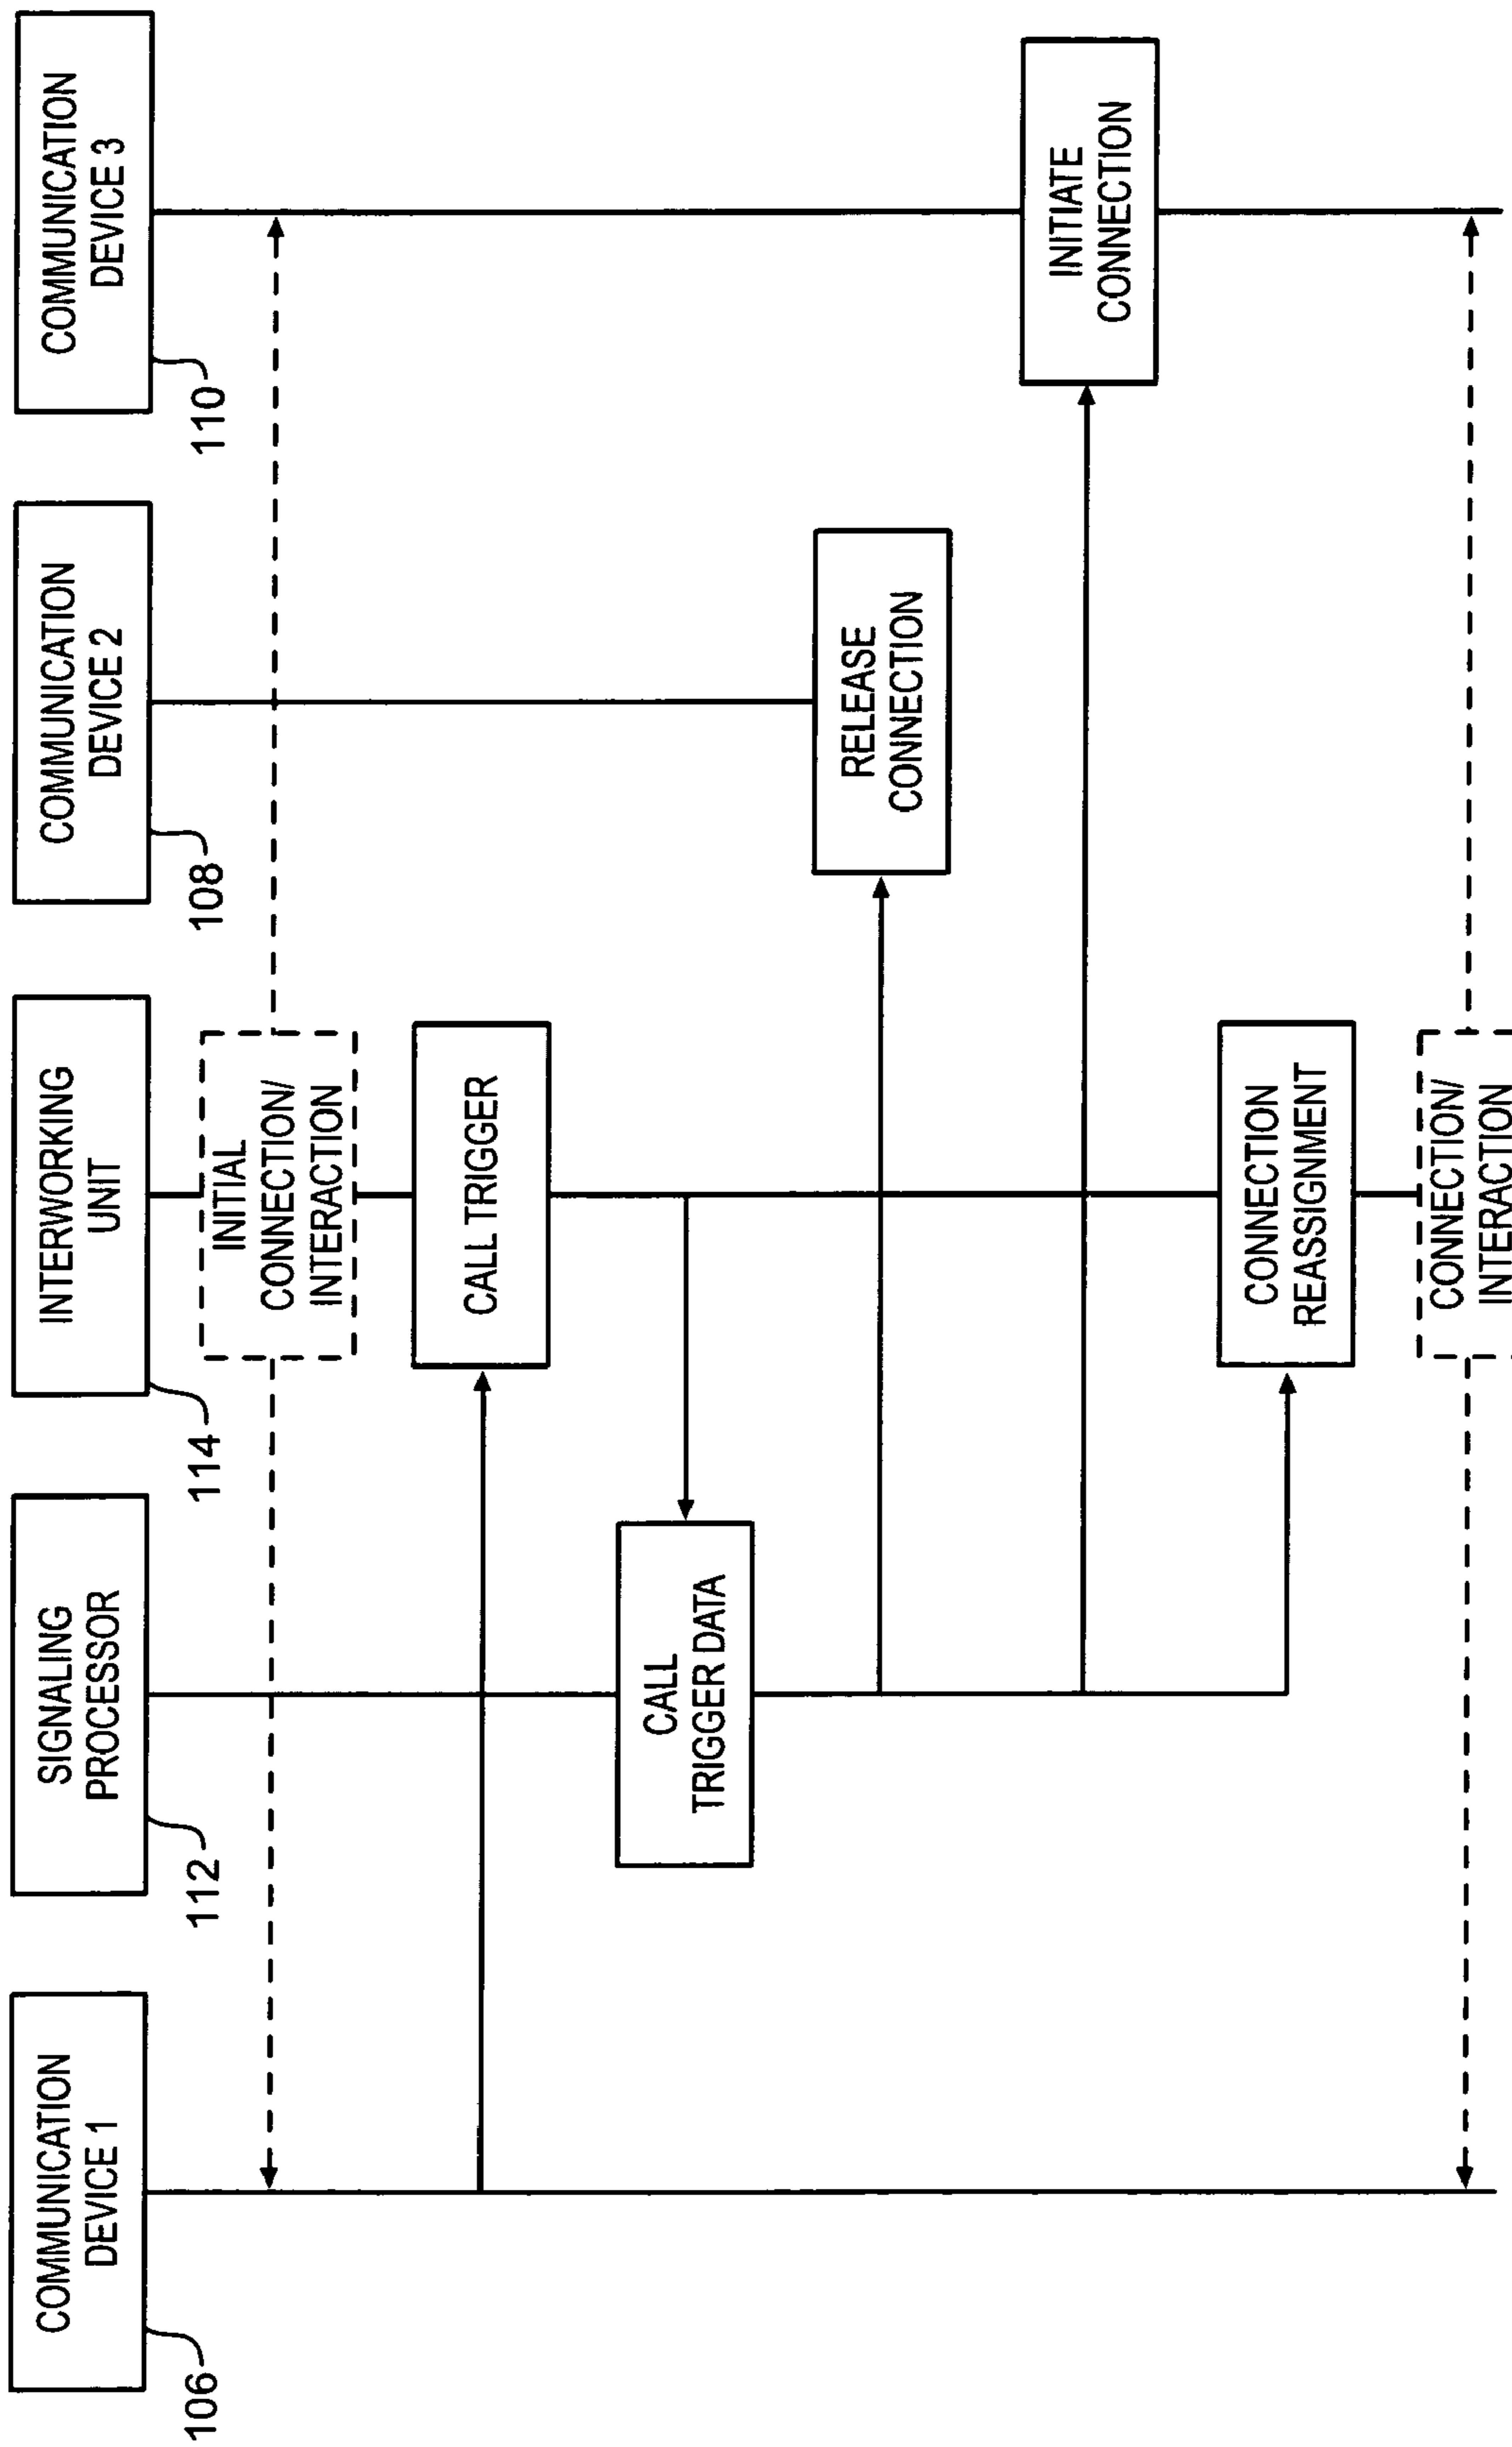 COMMUNICATION
DEVICE 1
106
SIGNALING
PROCESSOR
112
INTERWORKING
UNIT
114
COMMUNICATION
DEVICE 2
108
COMMUNICATION
DEVICE 3
110
INITIAL
CONNECTION/
INTERACTION
CALL TRIGGER
CALL
TRIGGER DATA
RELEASE
CONNECTION
INITIATE
CONNECTION
CONNECTION
REASSIGNMENT
CONNECTION/
INTERACTION